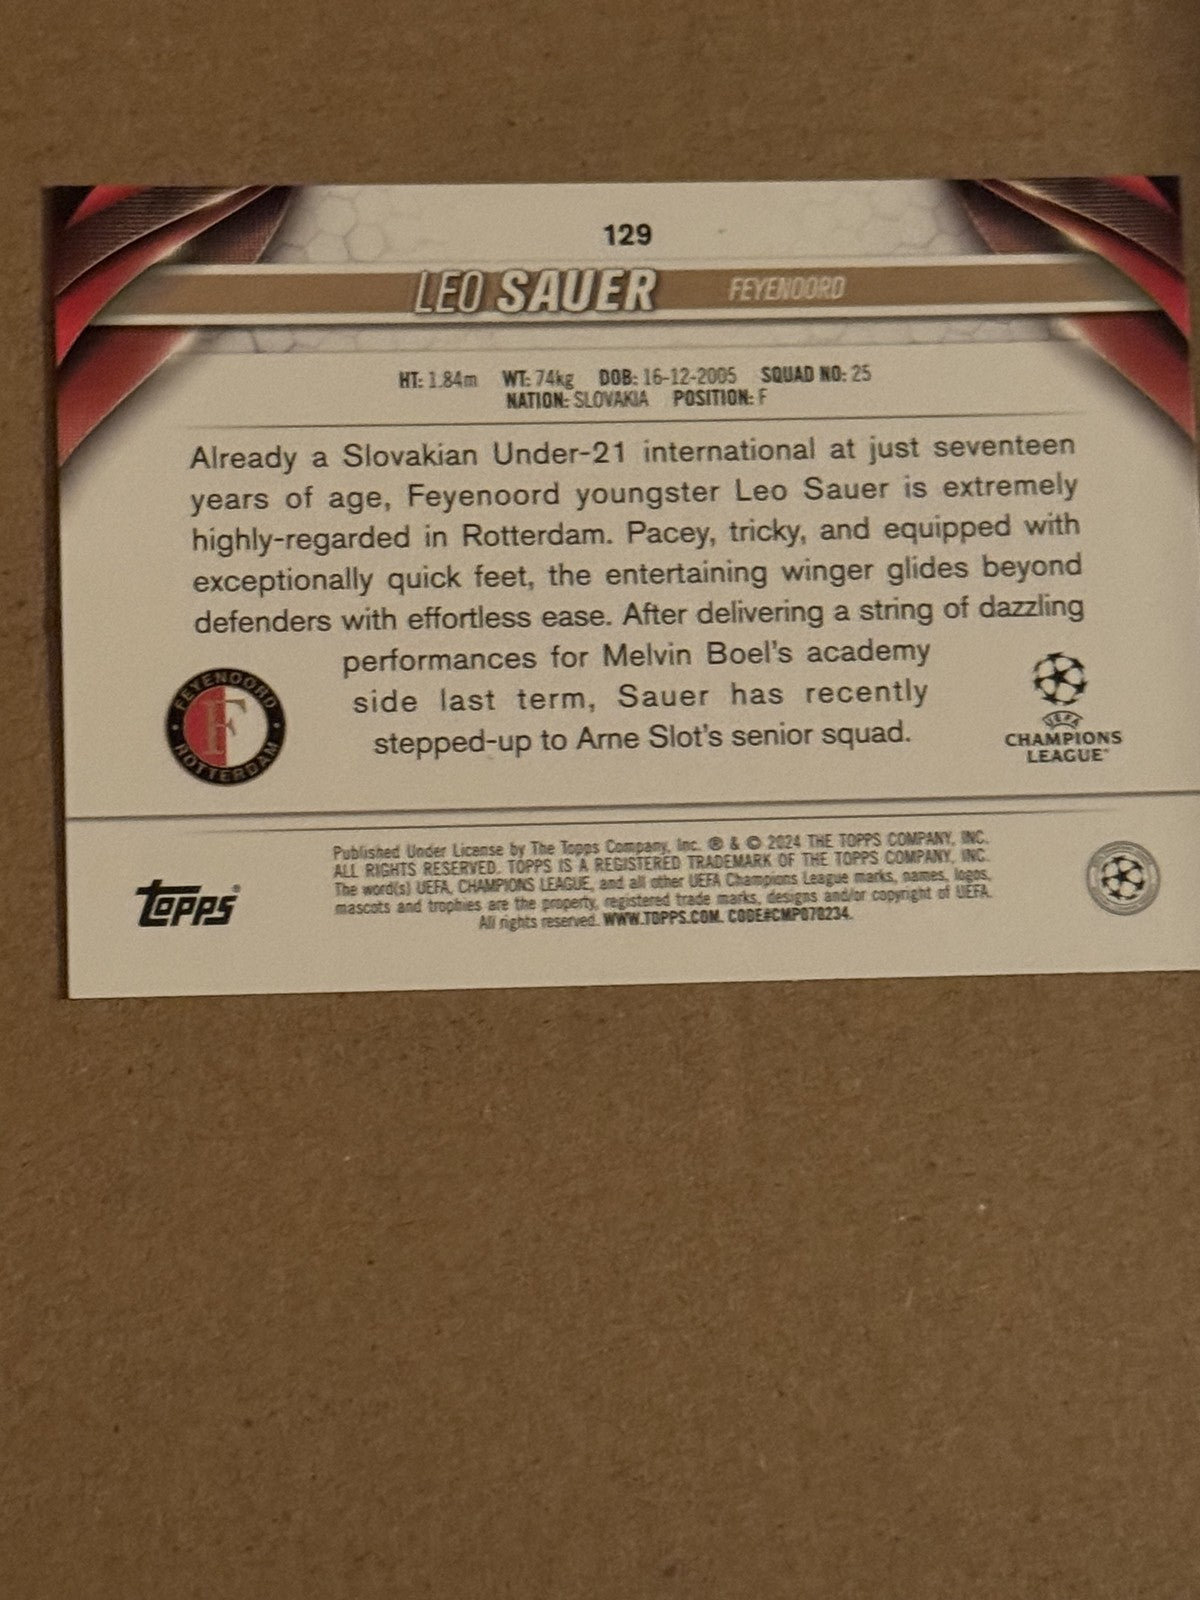 129
LEO SAUER FEYENOORD
HT: 1.84m WT: 74kg DOB: 16-12-2005 SQUAD NO: 25
NATION: SLOVAKIA POSITION: F
Already a Slovakian Under-21 international at just seventeen
years of age, Feyenoord youngster Leo Sauer is extremely
highly-regarded in Rotterdam. Pacey, tricky, and equipped with
exceptionally quick feet, the entertaining winger glides beyond
defenders with effortless ease. After delivering a string of dazzling
performances for Melvin Boel's academy
side last term, Sauer has recently
stepped-up to Arne Slot's senior squad.
FEYENOORD
F
ROTTERDAM
UEFA
CHAMPIONS
LEAGUE®
TOPPS®
Published Under License by The Topps Company, Inc. ® & © 2024 THE TOPPS COMPANY, INC.
ALL RIGHTS RESERVED. TOPPS IS A REGISTERED TRADEMARK OF THE TOPPS COMPANY, INC.
The word(s) UEFA, CHAMPIONS LEAGUE, and all other UEFA Champions League marks, names, logos,
mascots and trophies are the property, registered trade marks, designs and/or copyright of UEFA.
All rights reserved. WWW.TOPPS.COM. CODE#CMP070234.